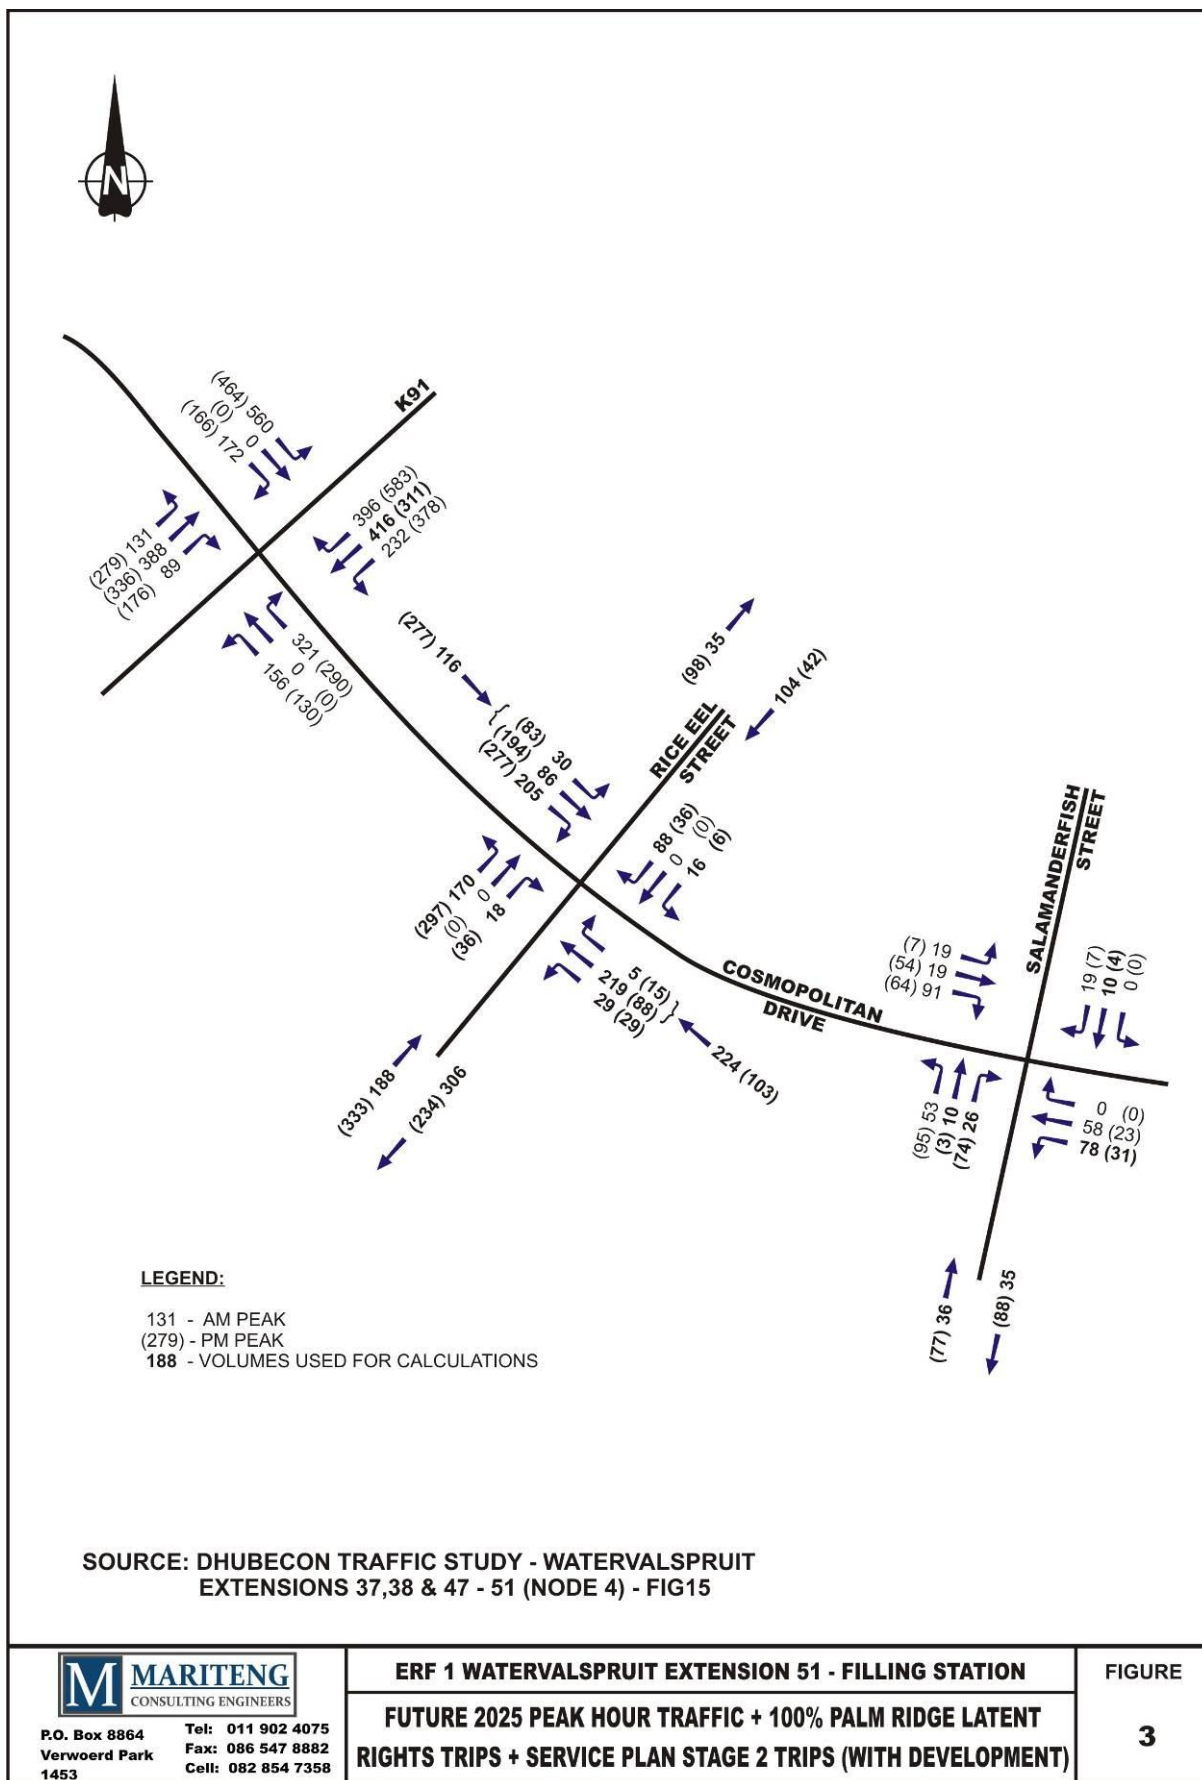 N
K91
(464) 560
(0) 0
(166) 172
396 (583)
416 (311)
232 (378)
(279) 131
(336) 388
(176) 89
321 (290)
0 (0)
156 (130)
(277) 116
(83) 30
(194) 86
(277) 205
(98) 35
104 (42)
RICE EEL
STREET
88 (36)
0 (0)
16 (6)
(297) 170
(0) 0
(36) 18
5 (15)
219 (88)
29 (29)
224 (103)
(333) 188
(234) 306
COSMOPOLITAN
DRIVE
SALAMANDERFISH
STREET
(7) 19
(54) 19
(64) 91
19 (7)
10 (4)
0 (0)
(95) 53
(3) 10
(74) 26
0 (0)
58 (23)
78 (31)
(77) 36
(88) 35
LEGEND:
131 - AM PEAK
(279) - PM PEAK
188 - VOLUMES USED FOR CALCULATIONS
SOURCE: DHUBECON TRAFFIC STUDY - WATERVALSPRUIT
EXTENSIONS 37,38 & 47 - 51 (NODE 4) - FIG15
M MARITENG
CONSULTING ENGINEERS
P.O. Box 8864
Verwoerd Park
1453
Tel: 011 902 4075
Fax: 086 547 8882
Cell: 082 854 7358
ERF 1 WATERVALSPRUIT EXTENSION 51 - FILLING STATION
FUTURE 2025 PEAK HOUR TRAFFIC + 100% PALM RIDGE LATENT
RIGHTS TRIPS + SERVICE PLAN STAGE 2 TRIPS (WITH DEVELOPMENT)
FIGURE
3